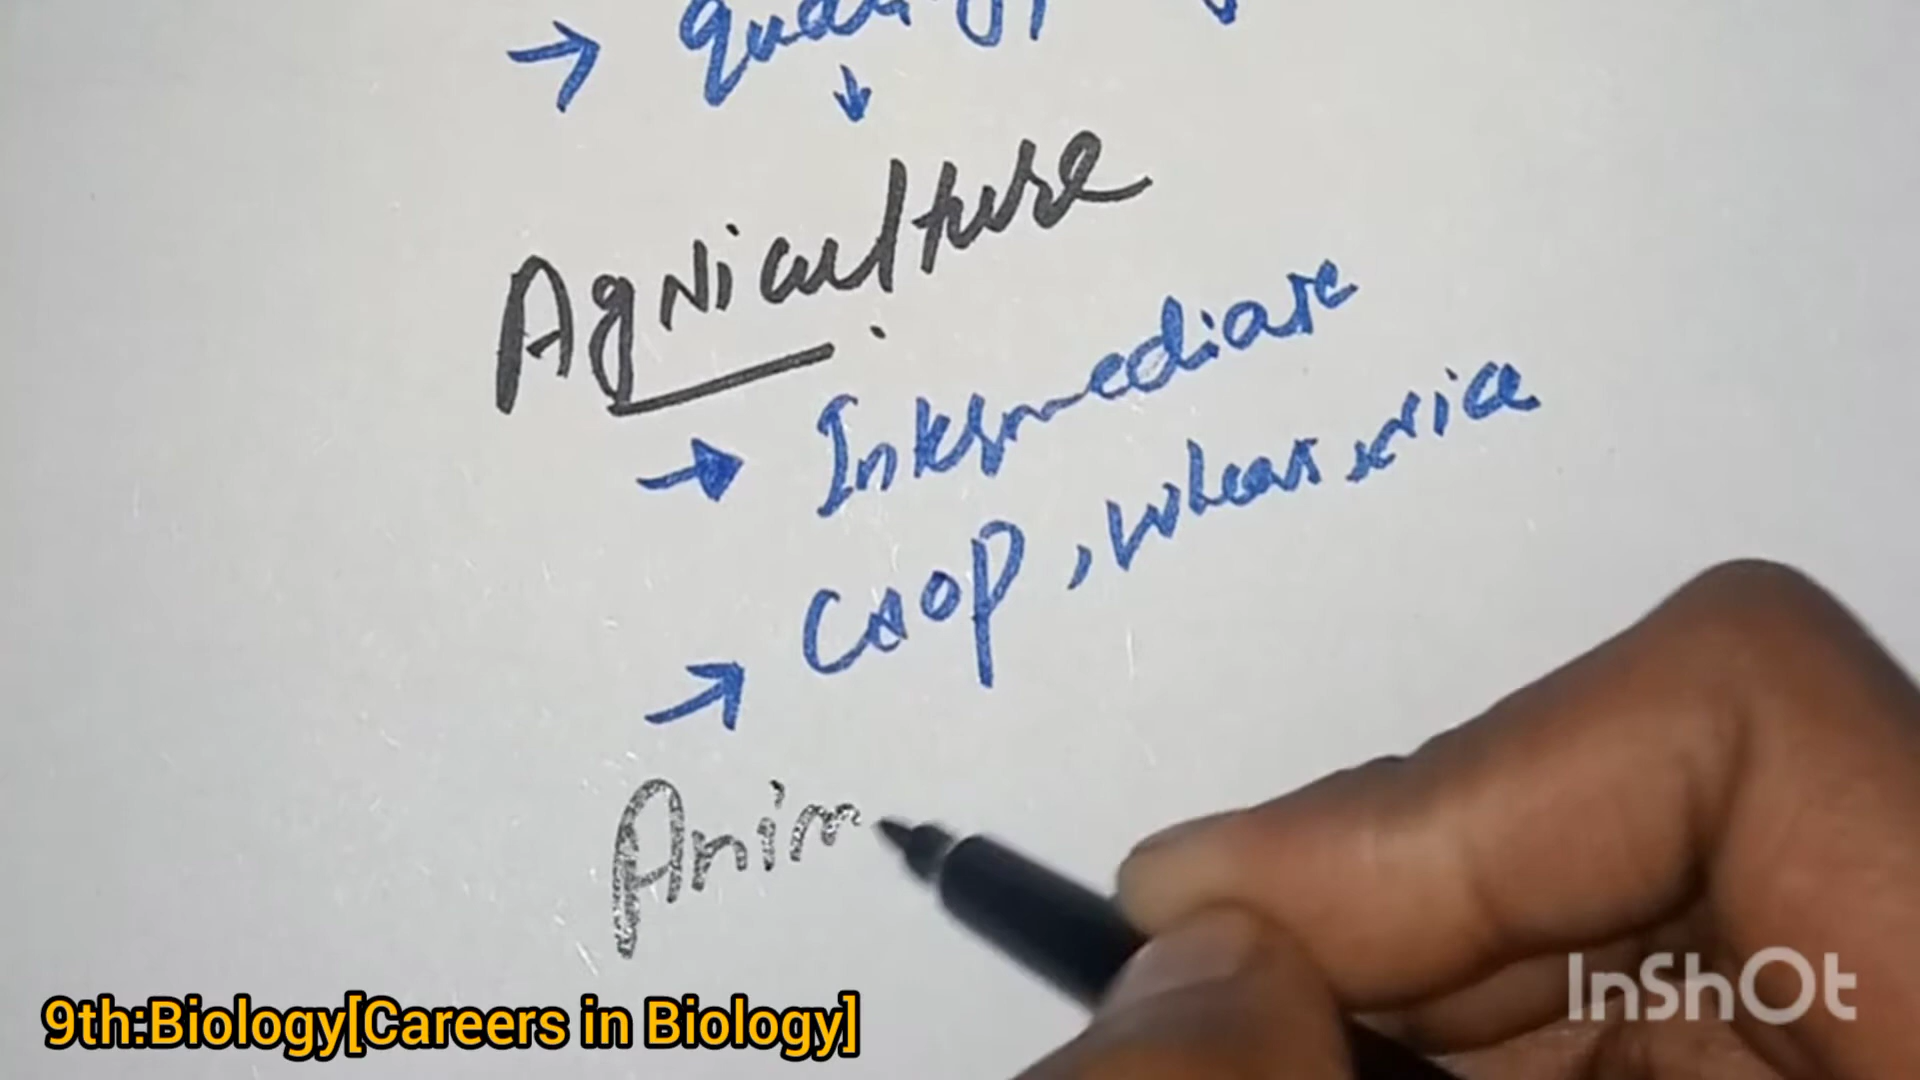 Agriculture
→ Intermediate
→ Crop, Wheat, rice
Anim
9th:Biology[Careers in Biology]
InShOt